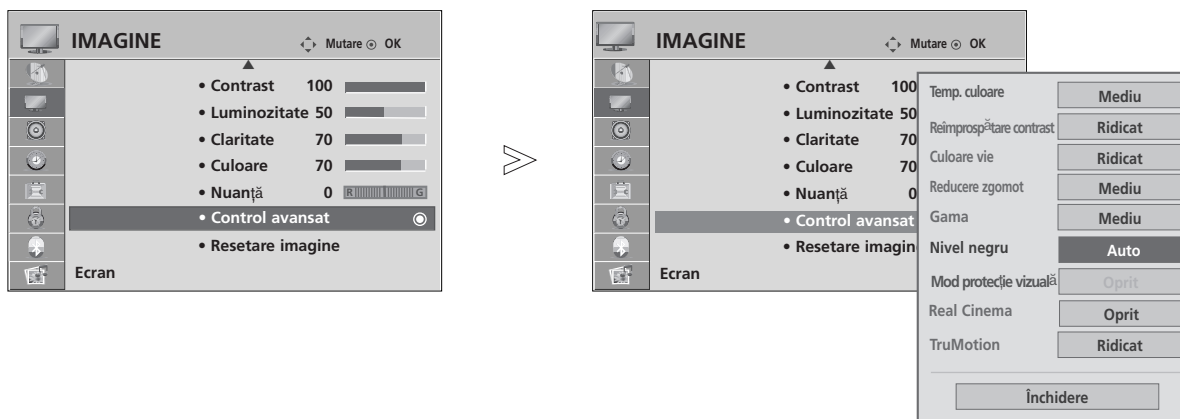 IMAGINE
Mutare OK
• Contrast 100
• Luminozitate 50
• Claritate 70
• Culoare 70
• Nuanță 0 R G
• Control avansat
• Resetare imagine
Ecran
IMAGINE
Mutare OK
• Contrast 100
• Luminozitate 50
• Claritate 70
• Culoare 70
• Nuanță 0
• Control avansat
• Resetare imagin
Ecran
Temp. culoare Mediu
Reîmprospătare contrast Ridicat
Culoare vie Ridicat
Reducere zgomot Mediu
Gama Mediu
Nivel negru Auto
Mod protecție vizuală Oprit
Real Cinema Oprit
TruMotion Ridicat
Închidere